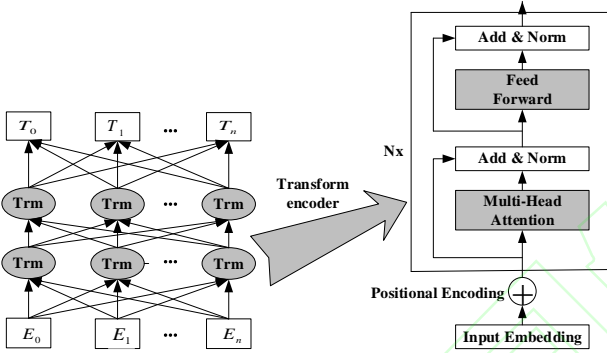 T0 T1 ... Tn
Trm Trm ... Trm
Trm Trm ... Trm
E0 E1 ... En
Transform
encoder
Nx
Add & Norm
Feed
Forward
Add & Norm
Multi-Head
Attention
Positional Encoding
Input Embedding